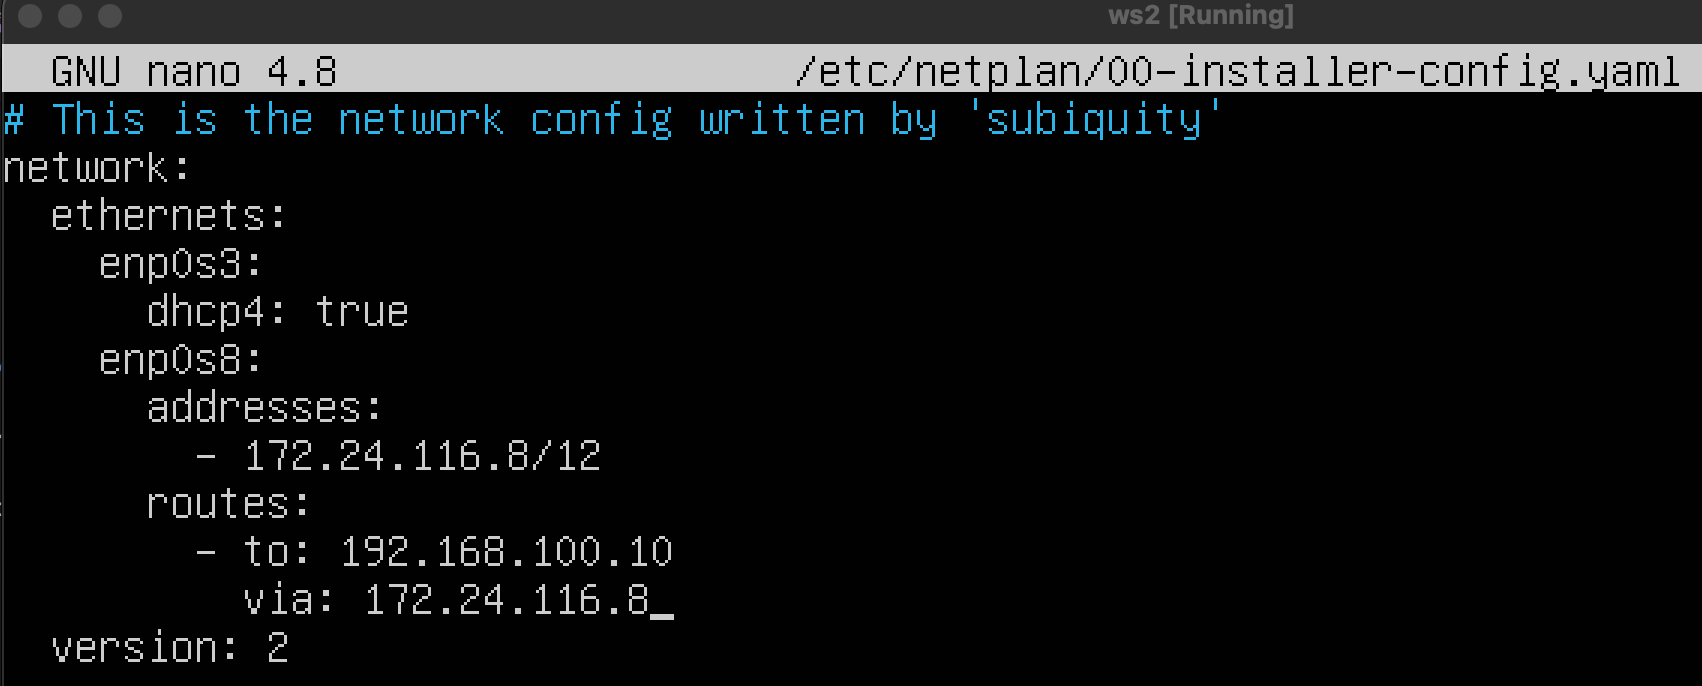 ws2 [Running]
GNU nano 4.8 /etc/netplan/00-installer-config.yaml
# This is the network config written by 'subiquity'
network:
  ethernets:
    enp0s3:
      dhcp4: true
    enp0s8:
      addresses:
        - 172.24.116.8/12
      routes:
        - to: 192.168.100.10
          via: 172.24.116.8
  version: 2